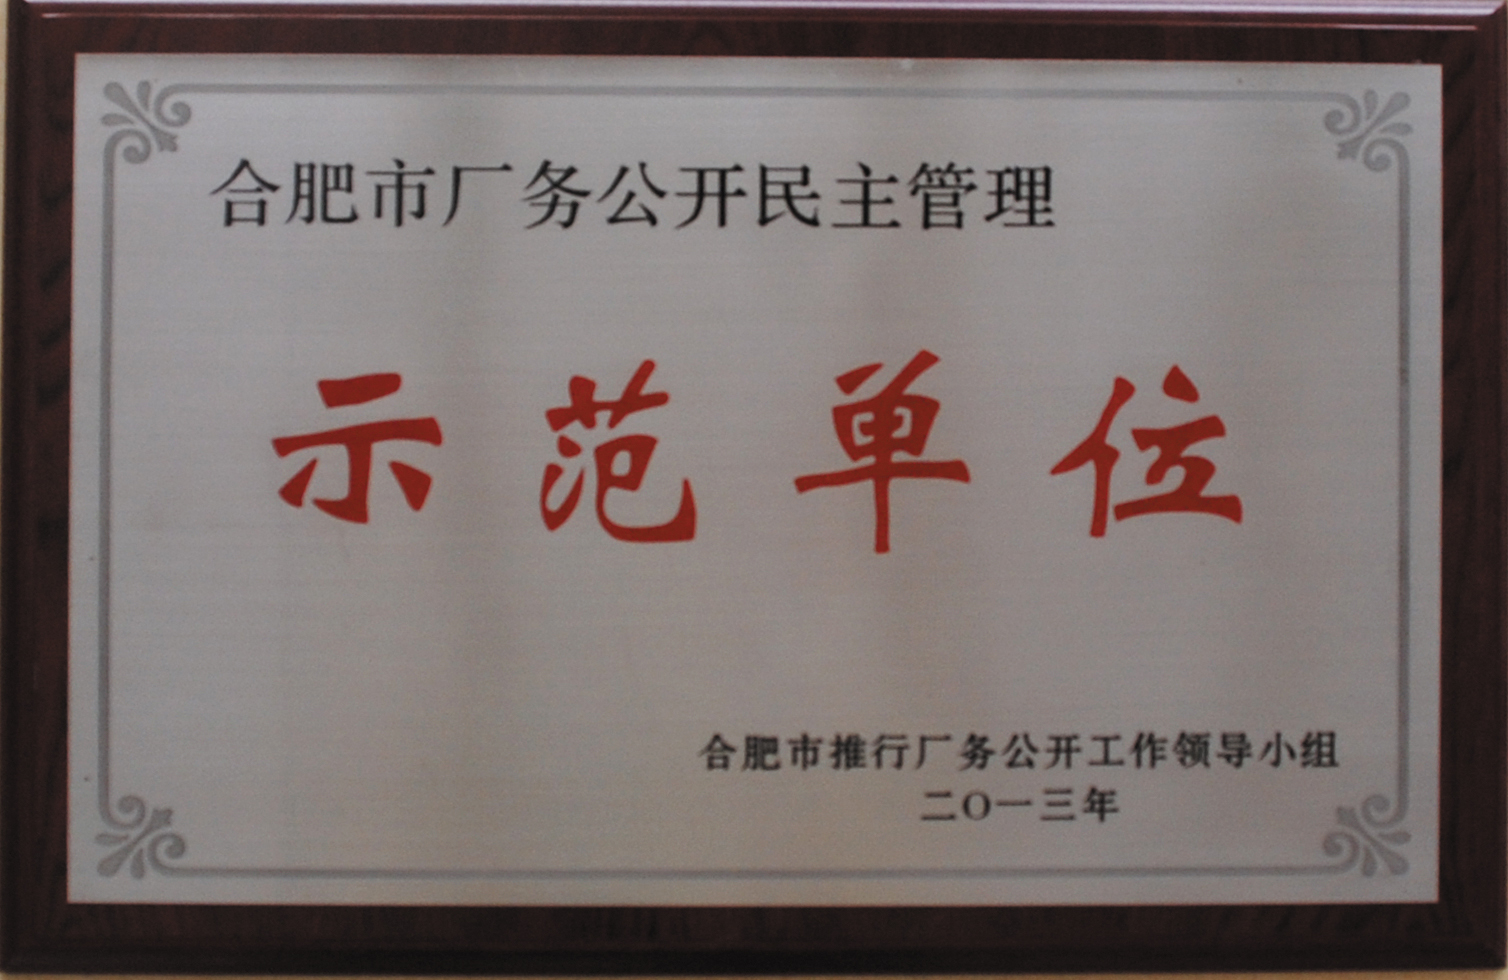 合肥市厂务公开民主管理
示范单位
合肥市推行厂务公开工作领导小组
二〇一三年